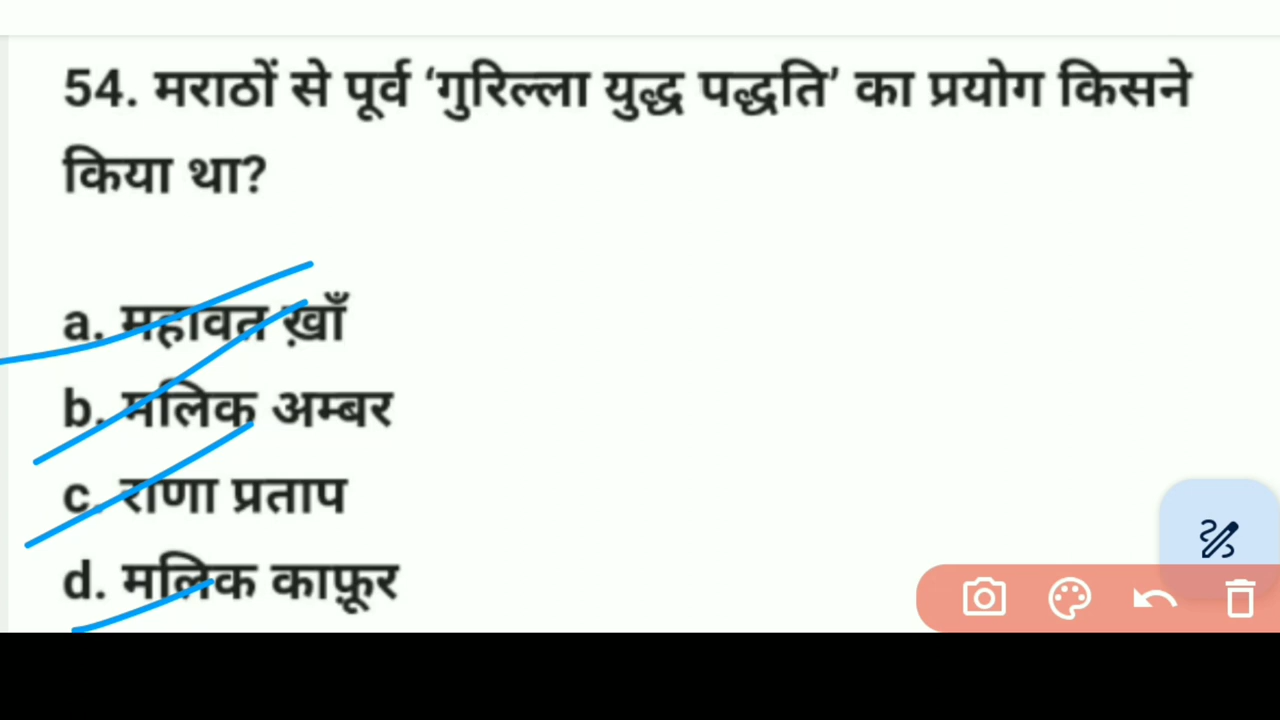 54. मराठों से पूर्व ‘गुरिल्ला युद्ध पद्धति’ का प्रयोग किसने
किया था?
a. महावत ख़ाँ
b. मलिक अम्बर
c. राणा प्रताप
d. मलिक काफ़ूर